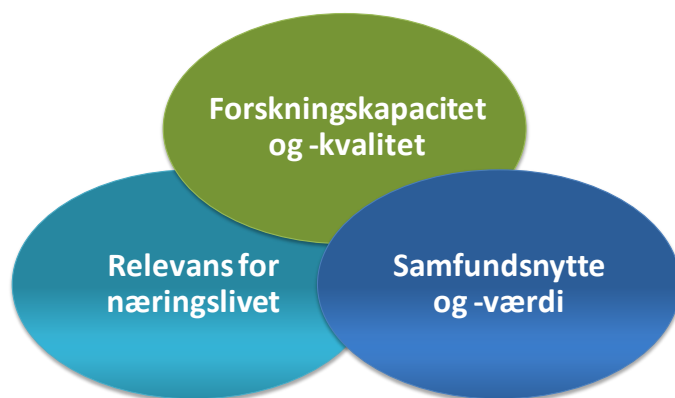 Forskningskapacitet
og -kvalitet
Relevans for
næringslivet
Samfundsnytte
og -værdi